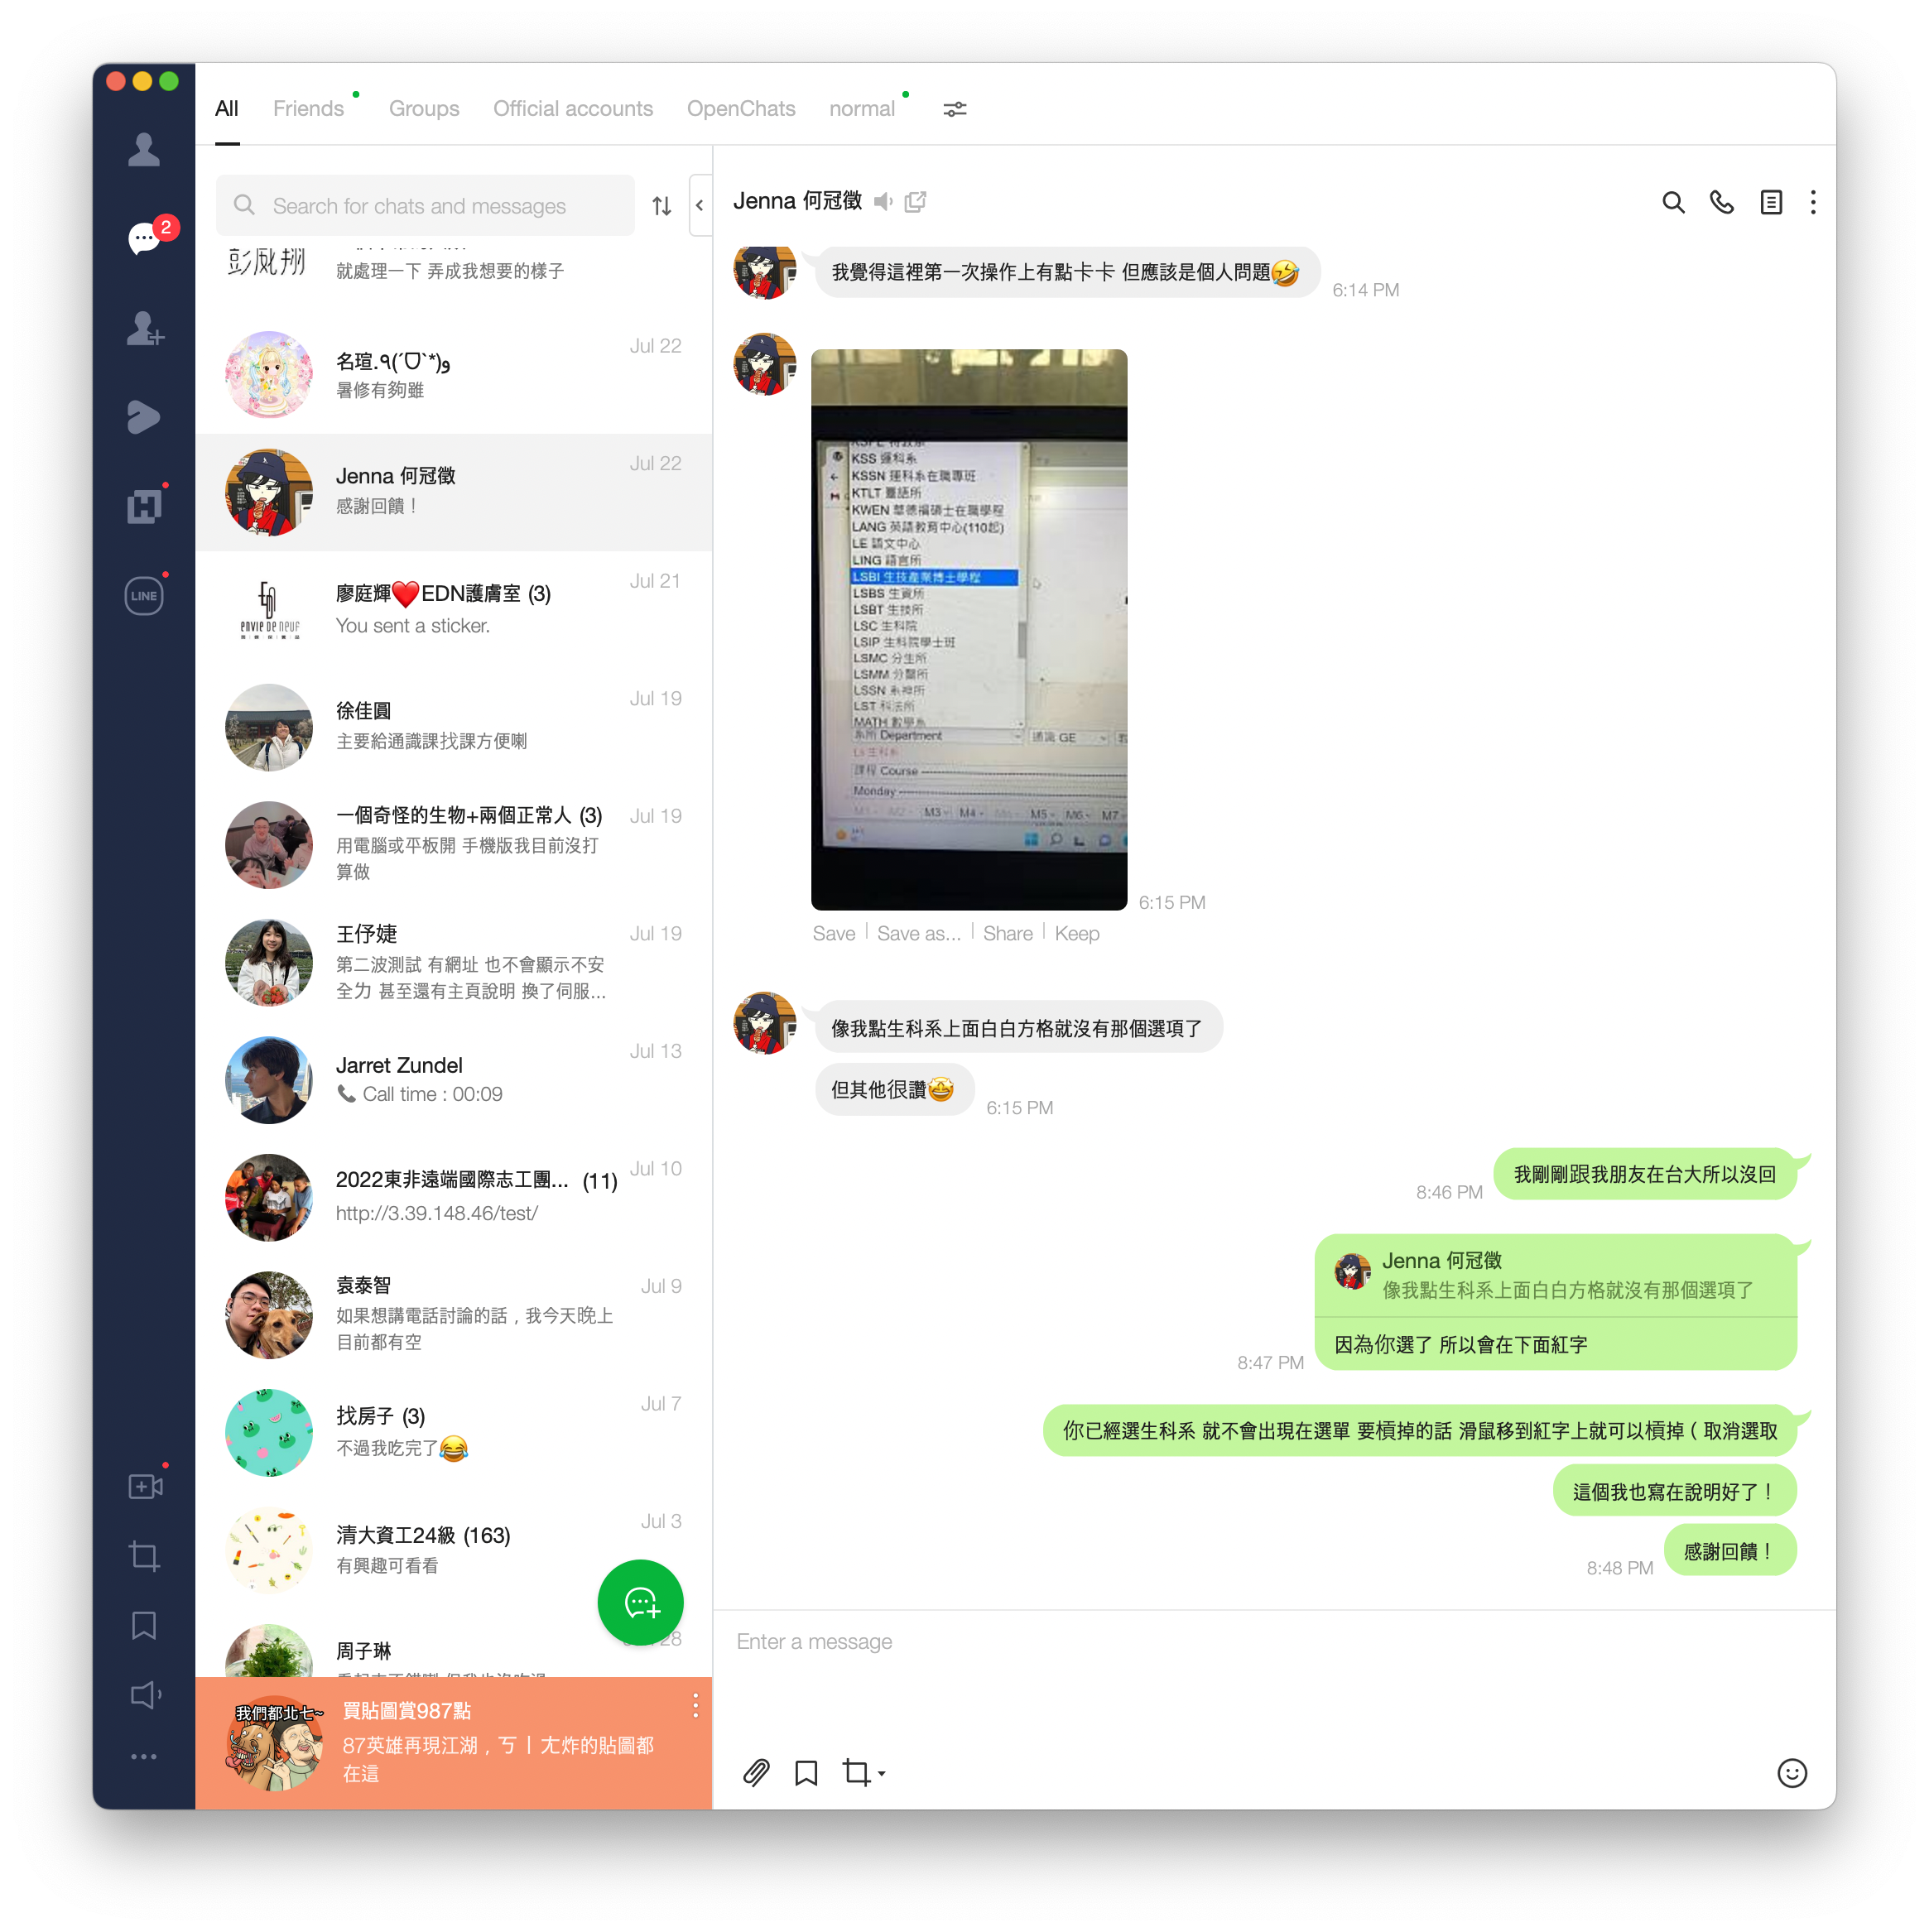 All
Friends
Groups
Official accounts
OpenChats
normal
2
LINE
Search for chats and messages
彭威翔
就處理一下 弄成我想要的樣子
名瑄.٩(ˊᗜˋ*)و
Jul 22
暑修有夠雖
Jenna 何冠徵
Jul 22
感謝回饋！
ENVIE DE NEUF
廖庭輝❤️EDN護膚室 (3)
Jul 21
You sent a sticker.
徐佳圓
Jul 19
主要給通識課找課方便喇
一個奇怪的生物+兩個正常人 (3)
Jul 19
用電腦或平板開 手機版我目前沒打
算做
王伃婕
Jul 19
第二波測試 有網址 也不會顯示不安
全力 甚至還有主頁說明 換了伺服...
Jarret Zundel
Jul 13
Call time : 00:09
2022東非遠端國際志工團... (11)
Jul 10
http://3.39.148.46/test/
袁泰智
Jul 9
如果想講電話討論的話，我今天晚上
目前都有空
找房子 (3)
Jul 7
不過我吃完了😂
清大資工24級 (163)
Jul 3
有興趣可看看
周子琳
28
我們都北七~
買貼圖賞987點
87英雄再現江湖，ㄎㄧㄤ炸的貼圖都
在這
Jenna 何冠徵
我覺得這裡第一次操作上有點卡卡 但應該是個人問題🤣
6:14 PM
KSS 運科系
KSSN 運科系在職專班
KTLT 臺語所
KWEN 華德福碩士在職學程
LANG 英語教育中心(110起)
LE 語文中心
LING 語言所
LSBI 生技產業博士學程
LSBS 生資所
LSBT 生技所
LSC 生科院
LSIP 生科院學士班
LSMC 分生所
LSMM 分醫所
LSSN 系神所
LST 科法所
MATH 數學系
系所 Department
通識 GE
LS 生科系
課程 Course
Monday
M3 M4 M5 M6 M7
6:15 PM
Save
Save as...
Share
Keep
像我點生科系上面白白方格就沒有那個選項了
但其他很讚🤩
6:15 PM
我剛剛跟我朋友在台大所以沒回
8:46 PM
Jenna 何冠徵
像我點生科系上面白白方格就沒有那個選項了
因為你選了 所以會在下面紅字
8:47 PM
你已經選生科系 就不會出現在選單 要槓掉的話 滑鼠移到紅字上就可以槓掉（取消選取
這個我也寫在說明好了！
感謝回饋！
8:48 PM
Enter a message